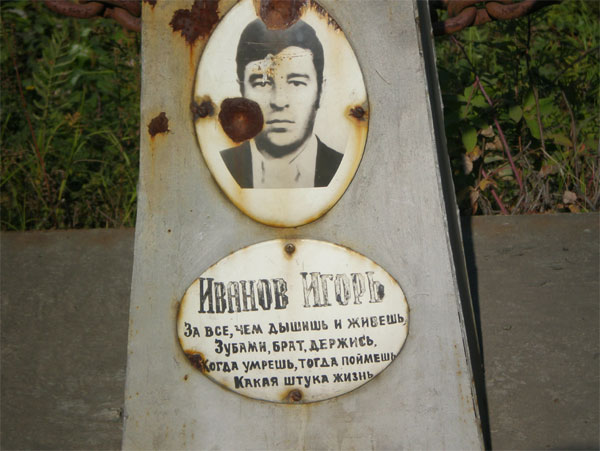 Иванов Игорь
За все, чем дышишь и живешь,
Зубами, брат, держись.
Когда умрешь, тогда поймешь
Какая штука жизнь